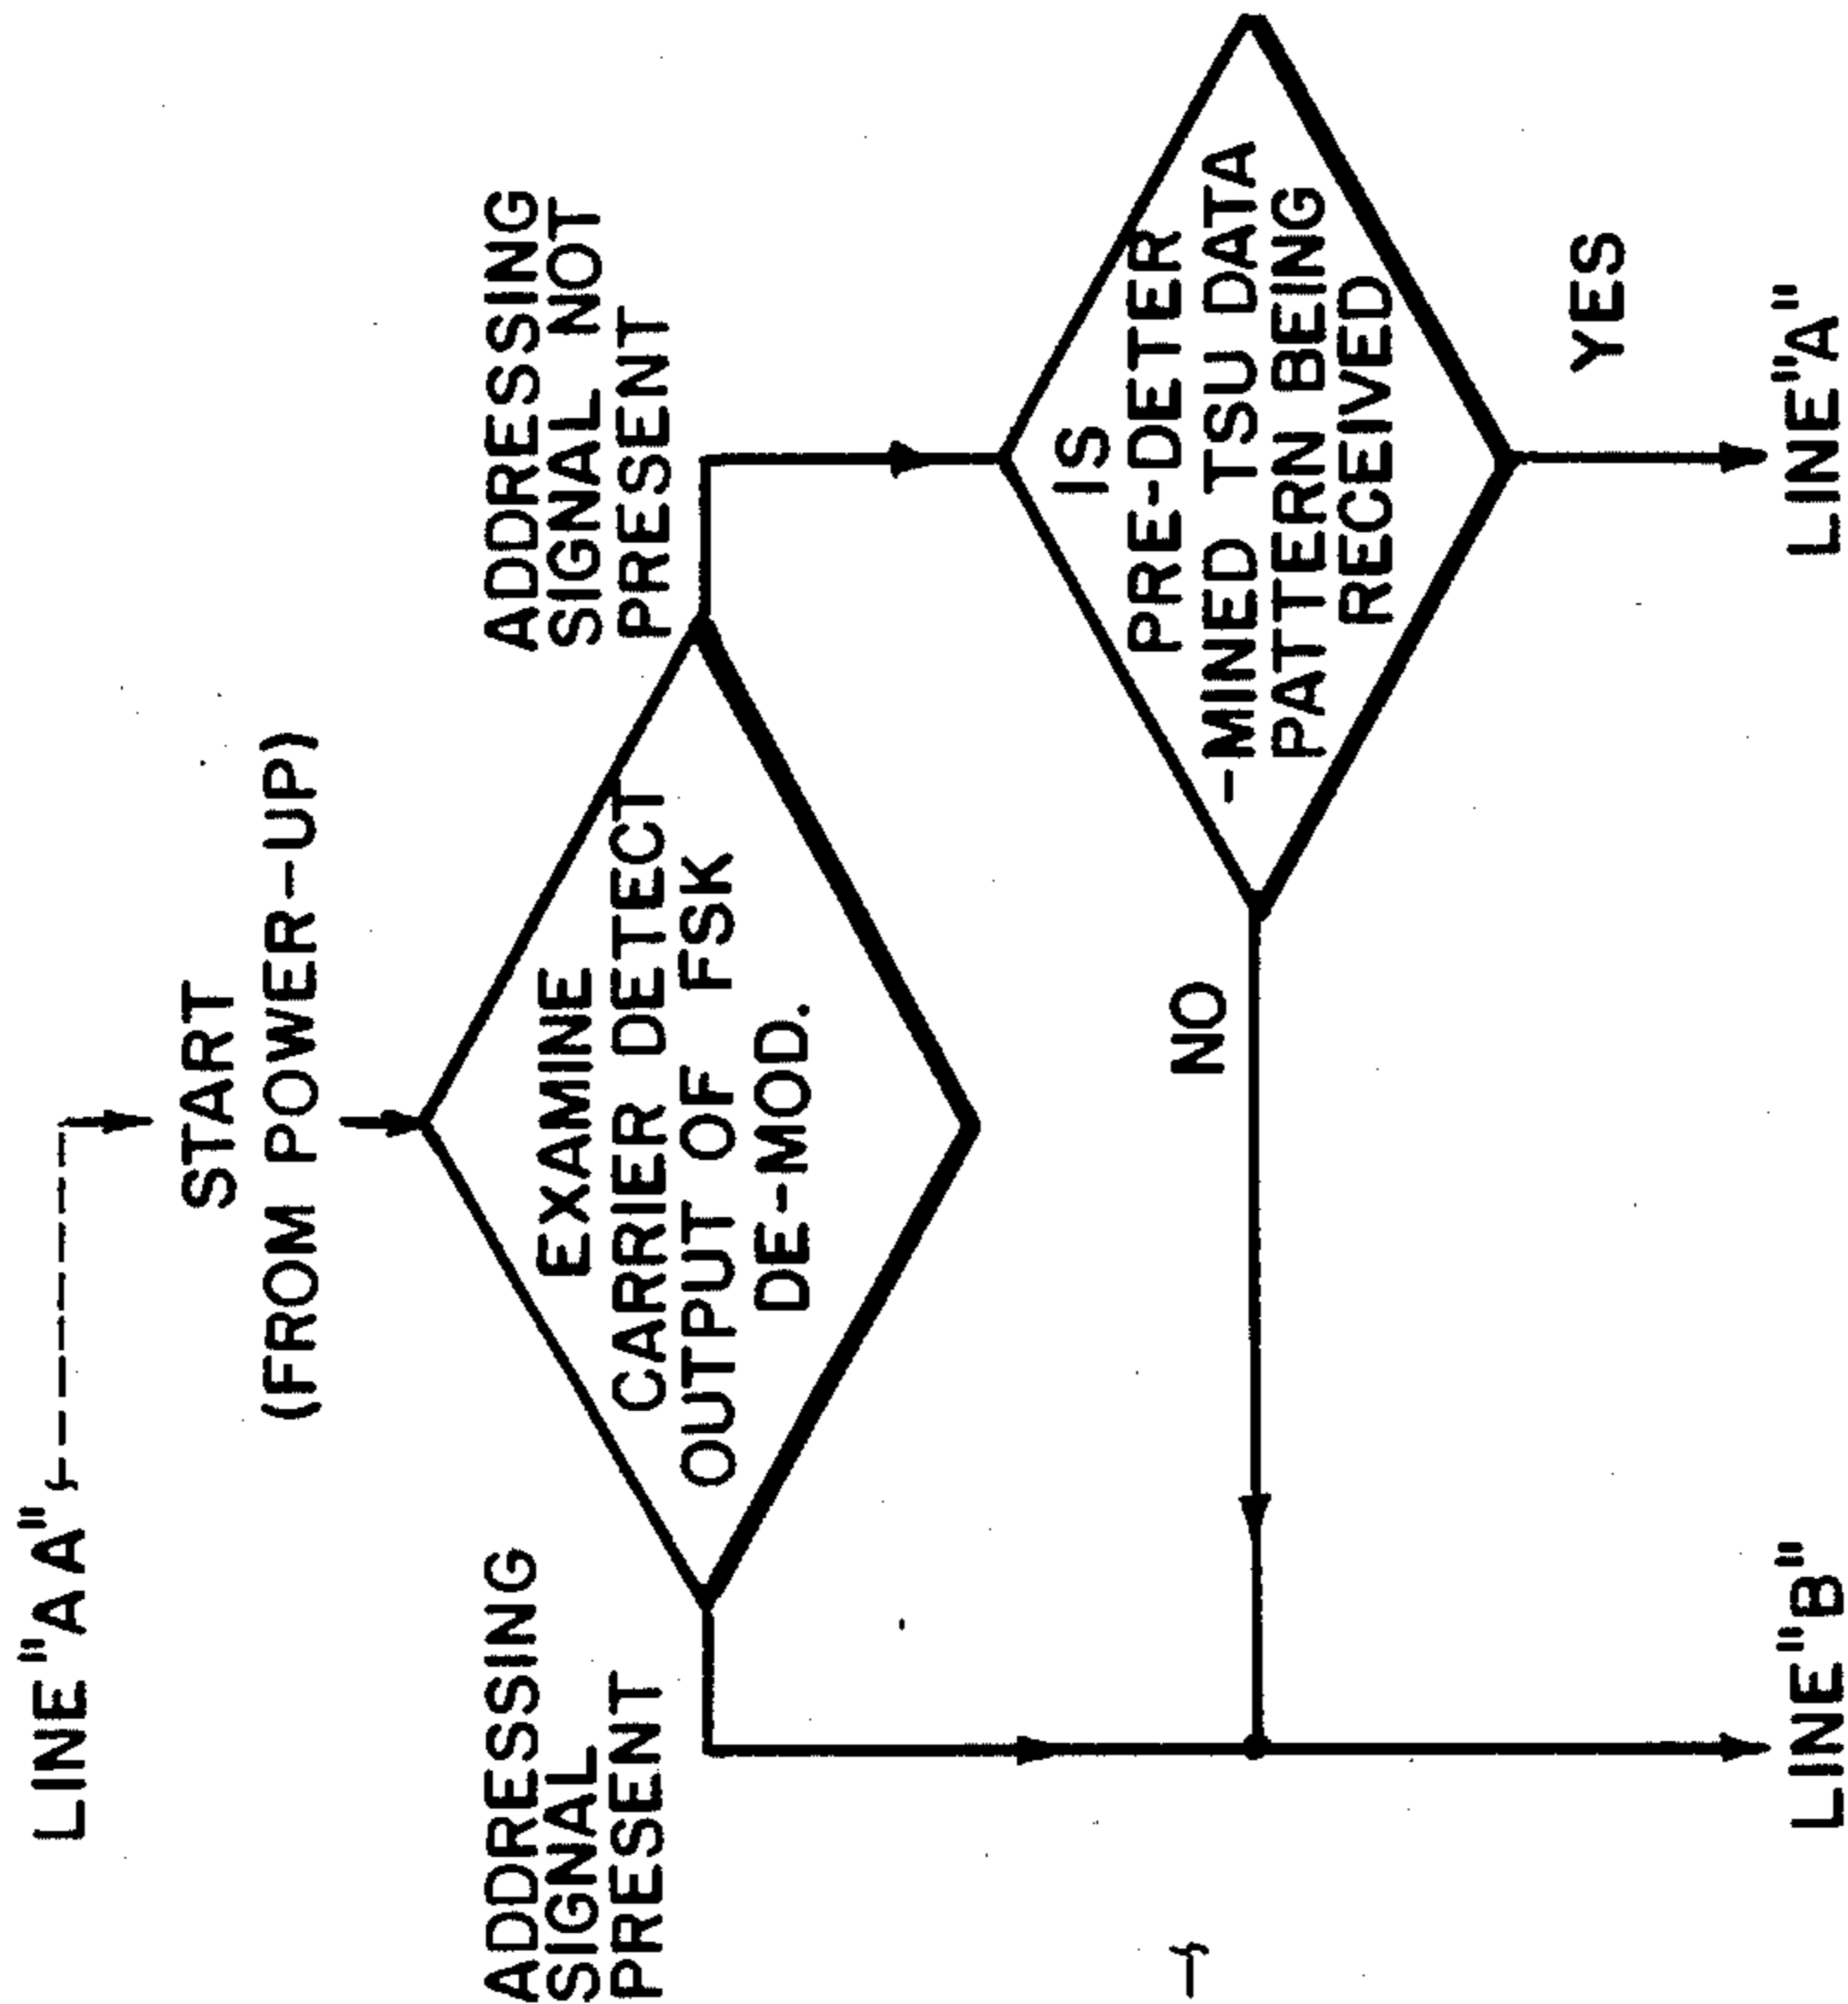 LINE "AA"
START
(FROM POWER-UP)
ADDRESSING
SIGNAL
PRESENT
EXAMINE
CARRIER DETECT
OUTPUT OF FSK
DE-MOD.
ADDRESSING
SIGNAL NOT
PRESENT
IS
PRE-DETER
-MINED TSU DATA
PATTERN BEING
RECEIVED
NO
YES
LINE "B"
LINE "A"